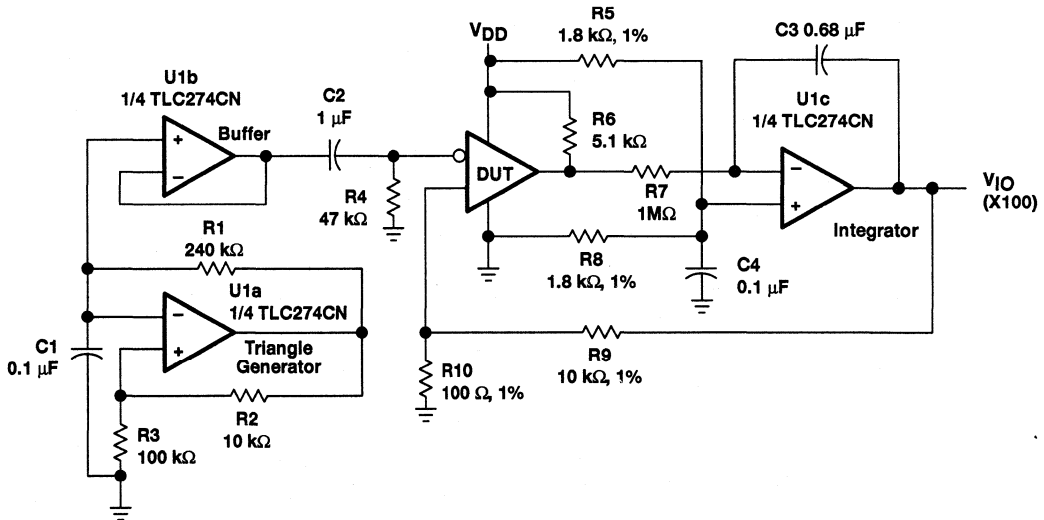 U1b
1/4 TLC274CN
Buffer
C2
1 µF
R4
47 kΩ
VDD
R5
1.8 kΩ, 1%
R6
5.1 kΩ
DUT
R7
1MΩ
C3 0.68 µF
U1c
1/4 TLC274CN
Integrator
VIO
(X100)
R8
1.8 kΩ, 1%
C4
0.1 µF
R1
240 kΩ
U1a
1/4 TLC274CN
Triangle
Generator
C1
0.1 µF
R2
10 kΩ
R3
100 kΩ
R9
10 kΩ, 1%
R10
100 Ω, 1%
+
−
−
+
−
+